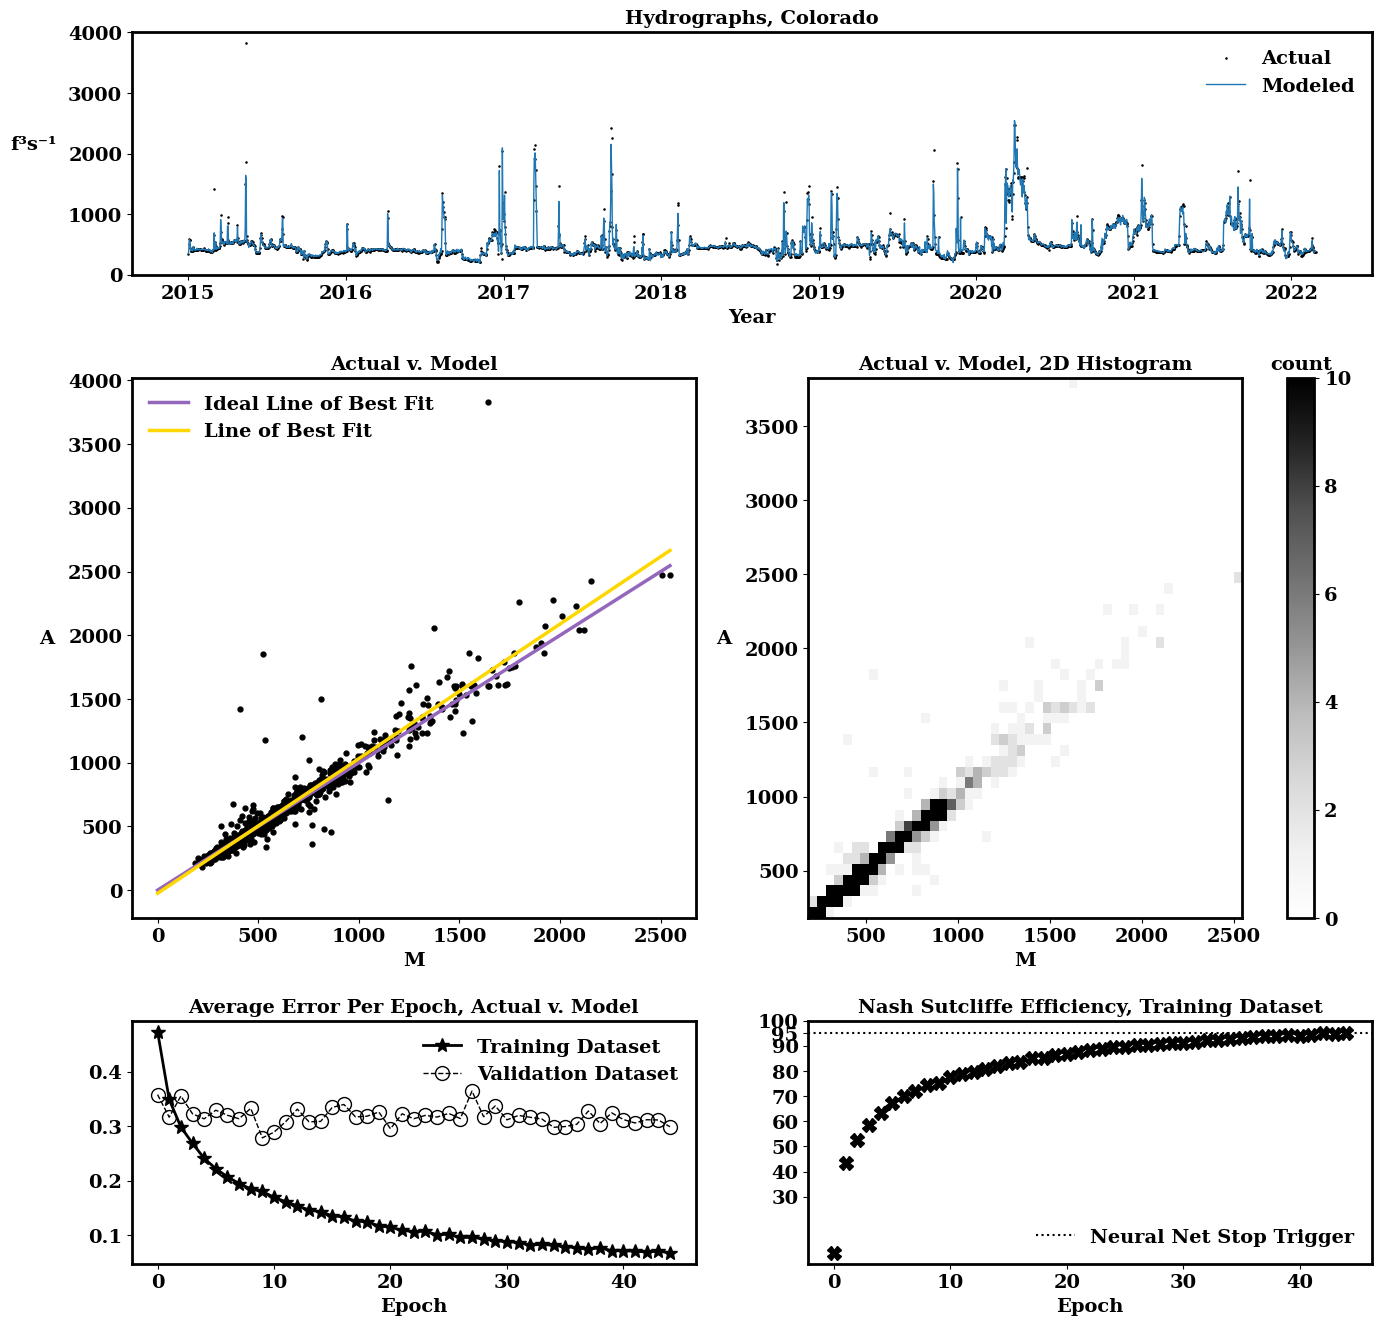 Hydrographs, Colorado
4000
3000
f³s⁻¹
2000
1000
0
Actual
Modeled
2015 2016 2017 2018 2019 2020 2021 2022
Year
Actual v. Model
4000
3500
3000
2500
A
2000
1500
1000
500
0
Ideal Line of Best Fit
Line of Best Fit
0 500 1000 1500 2000 2500
M
Actual v. Model, 2D Histogram
3500
3000
2500
A
2000
1500
1000
500
500 1000 1500 2000 2500
M
count
10
8
6
4
2
0
Average Error Per Epoch, Actual v. Model
0.4
0.3
0.2
0.1
Training Dataset
Validation Dataset
0 10 20 30 40
Epoch
Nash Sutcliffe Efficiency, Training Dataset
100
95
90
80
70
60
50
40
30
Neural Net Stop Trigger
0 10 20 30 40
Epoch